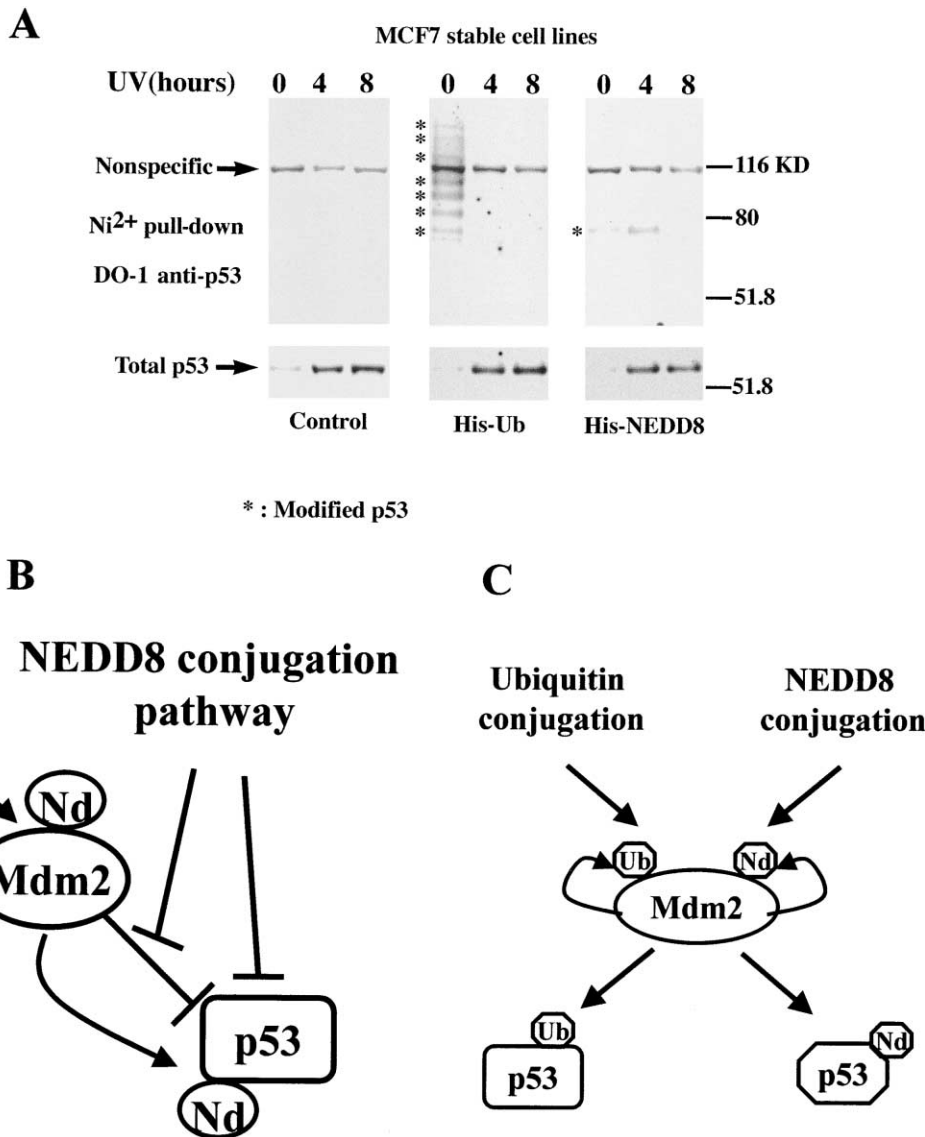 A
MCF7 stable cell lines
UV(hours) 0 4 8 0 4 8 0 4 8
* * * * * * *
Nonspecific 116 KD
80
Ni2+ pull-down *
DO-1 anti-p53
51.8
Total p53
51.8
Control His-Ub His-NEDD8
* : Modified p53
B
NEDD8 conjugation
pathway
Nd
Mdm2
p53
Nd
C
Ubiquitin
conjugation
NEDD8
conjugation
Ub Nd
Mdm2
Ub
p53
Nd
p53